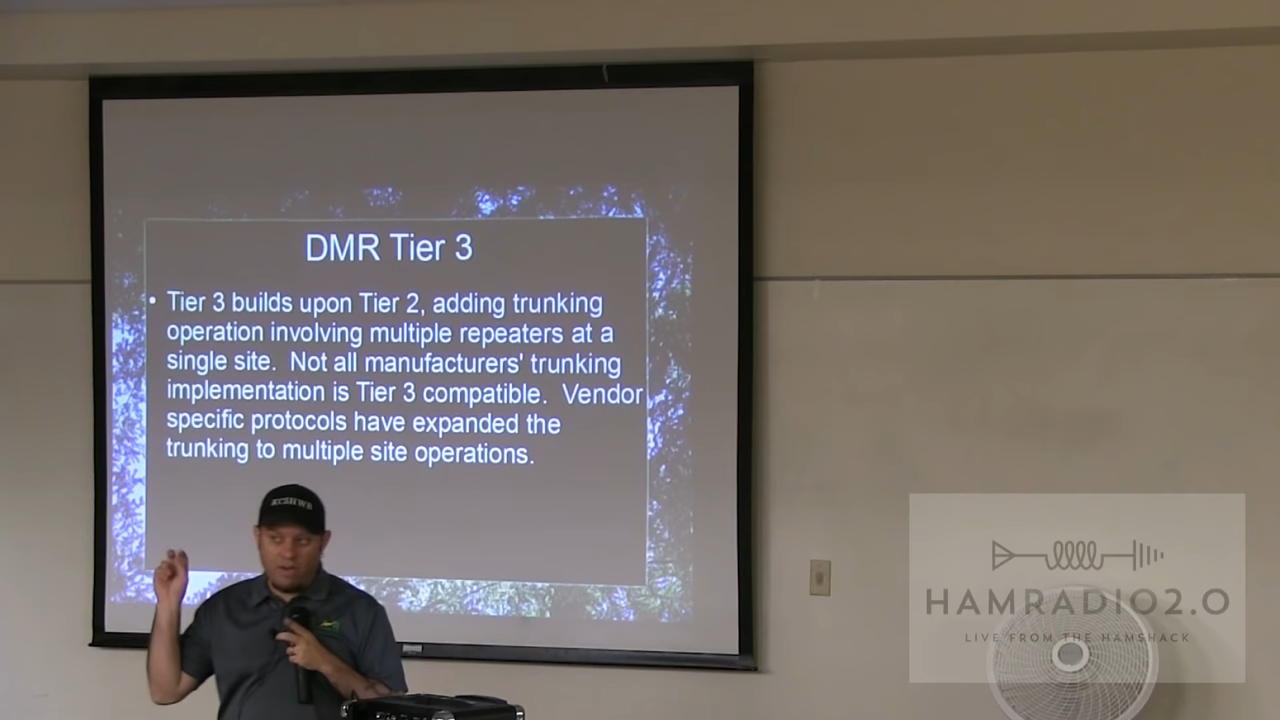 DMR Tier 3
• Tier 3 builds upon Tier 2, adding trunking
operation involving multiple repeaters at a
single site.  Not all manufacturers' trunking
implementation is Tier 3 compatible.  Vendor
specific protocols have expanded the
trunking to multiple site operations.
HAMRADIO2.0
LIVE FROM THE HAMSHACK